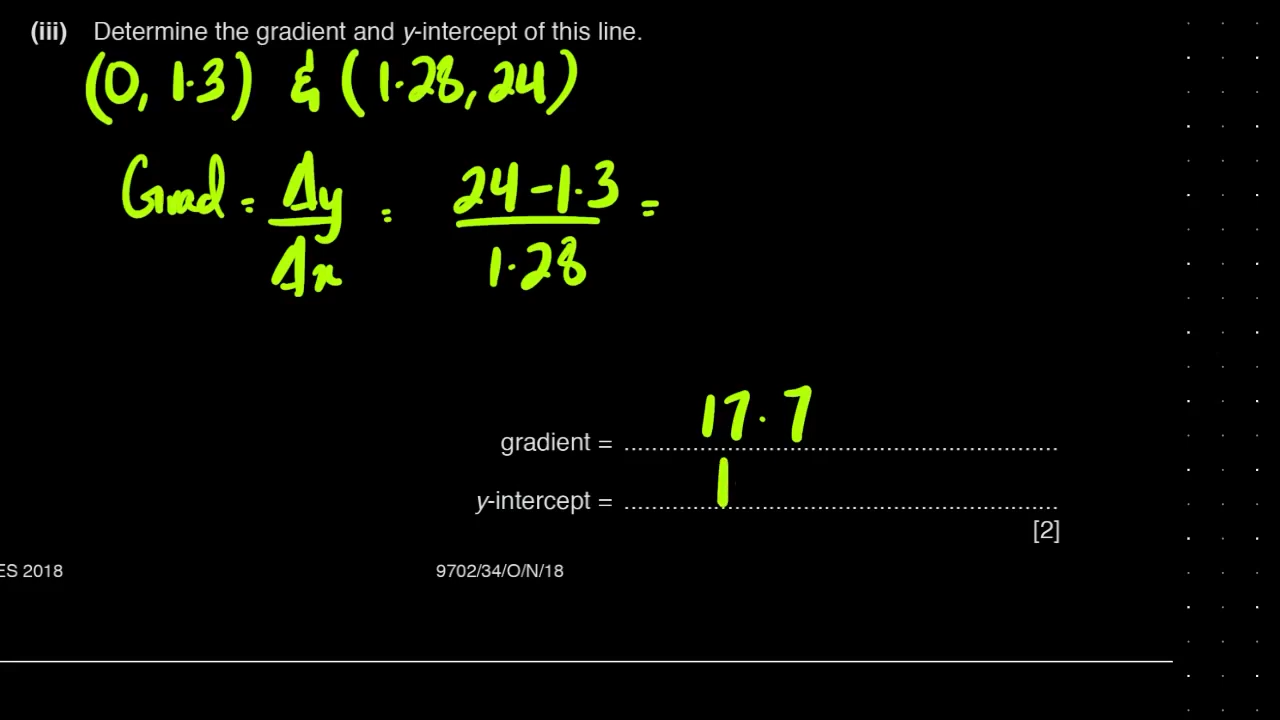 (iii) Determine the gradient and y-intercept of this line.
(0, 1.3) & (1.28, 24)
Grad = Δy/Δx = 24-1.3/1.28 =
gradient = 17.7
y-intercept = 1
[2]
ES 2018 9702/34/O/N/18